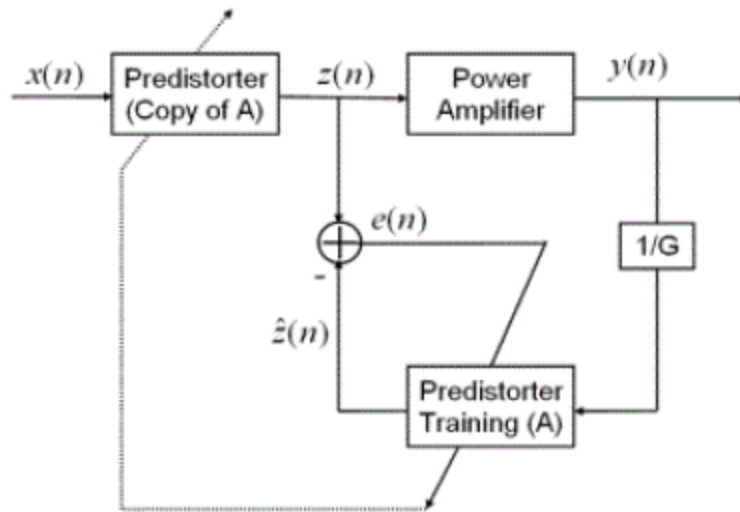 x(n)
Predistorter
(Copy of A)
z(n)
Power
Amplifier
y(n)
e(n)
1/G
-
ẑ(n)
Predistorter
Training (A)